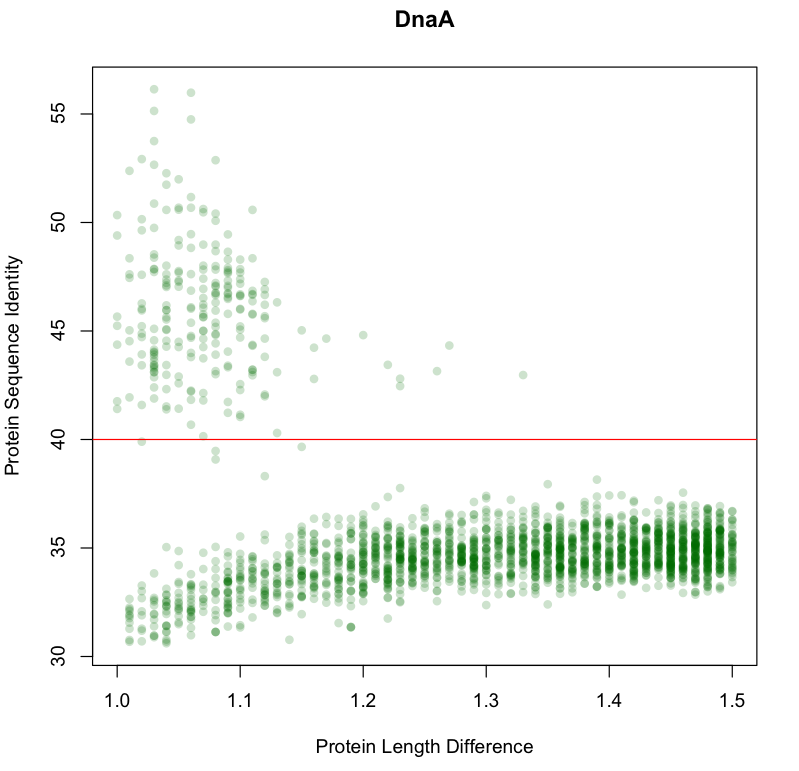 DnaA
Protein Sequence Identity
55
50
45
40
35
30
1.0 1.1 1.2 1.3 1.4 1.5
Protein Length Difference